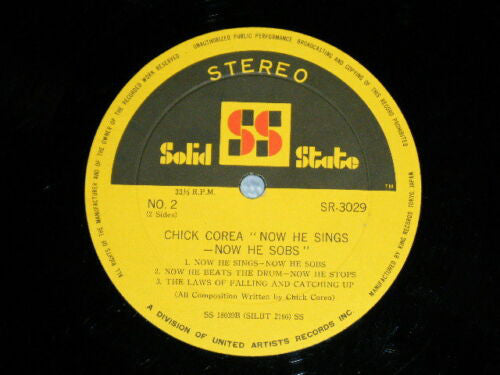 UNAUTHORIZED PUBLIC PERFORMANCE, BROADCASTING AND COPYING OF THIS RECORD PROHIBITED
ALL RIGHTS OF THE MANUFACTURER AND OF THE OWNER OF THE RECORDED WORK RESERVED
MANUFACTURED BY KING RECORDS TOKYO, JAPAN
STEREO
SS
Solid State
TM
33⅓ R.P.M.
NO. 2 SR-3029
(2 Sides)
CHICK COREA "NOW HE SINGS
—NOW HE SOBS"
1. NOW HE SINGS—NOW HE SOBS
2. NOW HE BEATS THE DRUM—NOW HE STOPS
3. THE LAWS OF FALLING AND CATCHING UP
(All Composition Written by Chick Corea)
SS 18039B (SILBT 2186) SS
A DIVISION OF UNITED ARTISTS RECORDS INC.